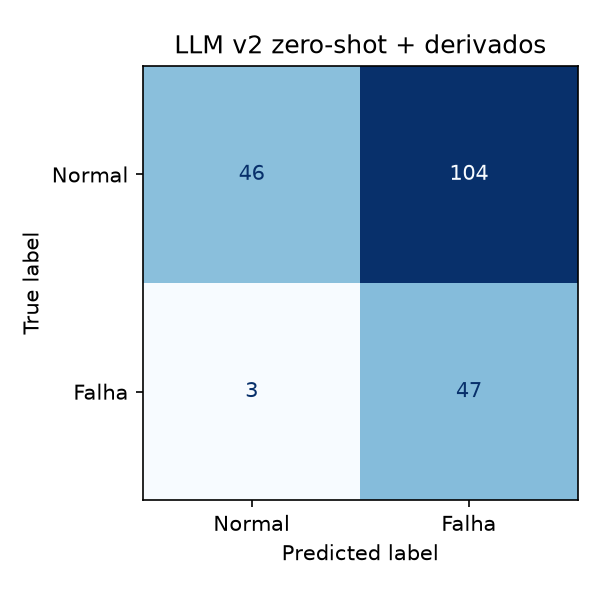 LLM v2 zero-shot + derivados
Normal
46
104
True label
Falha
3
47
Normal
Falha
Predicted label